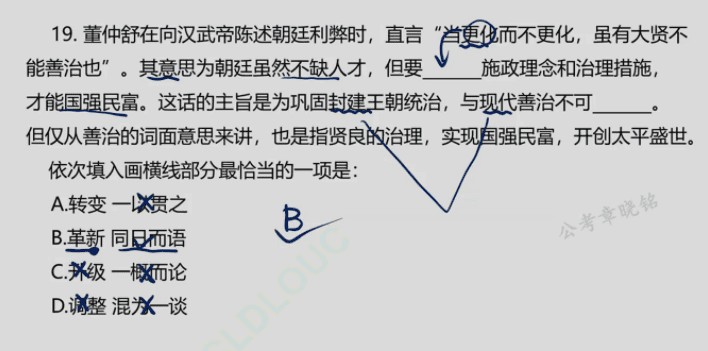 19. 董仲舒在向汉武帝陈述朝廷利弊时，直言“当更化而不更化，虽有大贤不
能善治也”。其意思为朝廷虽然不缺人才，但要______施政理念和治理措施，
才能国强民富。这话的主旨是为巩固封建王朝统治，与现代善治不可______。
但仅从善治的词面意思来讲，也是指贤良的治理，实现国强民富，开创太平盛世。
依次填入画横线部分最恰当的一项是：
A.转变 一以贯之
B.革新 同日而语
C.升级 一概而论
D.调整 混为一谈
B
公考章晓铭
GLDLOUC